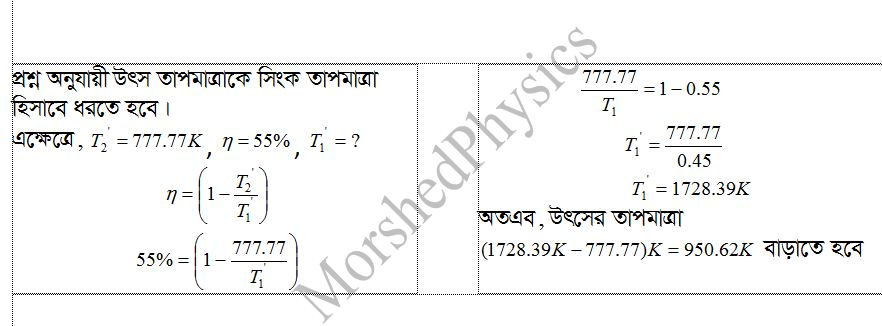 প্রশ্ন অনুযায়ী উৎস তাপমাত্রাকে সিংক তাপমাত্রা
হিসাবে ধরতে হবে।
এক্ষেত্রে, T₂' = 777.77K, η = 55%, T₁' = ?
η = (1 − T₂'/T₁')
55% = (1 − 777.77/T₁')
777.77/T₁' = 1 − 0.55
T₁' = 777.77/0.45
T₁' = 1728.39K
অতএব, উৎসের তাপমাত্রা
(1728.39K − 777.77)K = 950.62K বাড়াতে হবে
MorshedPhysics